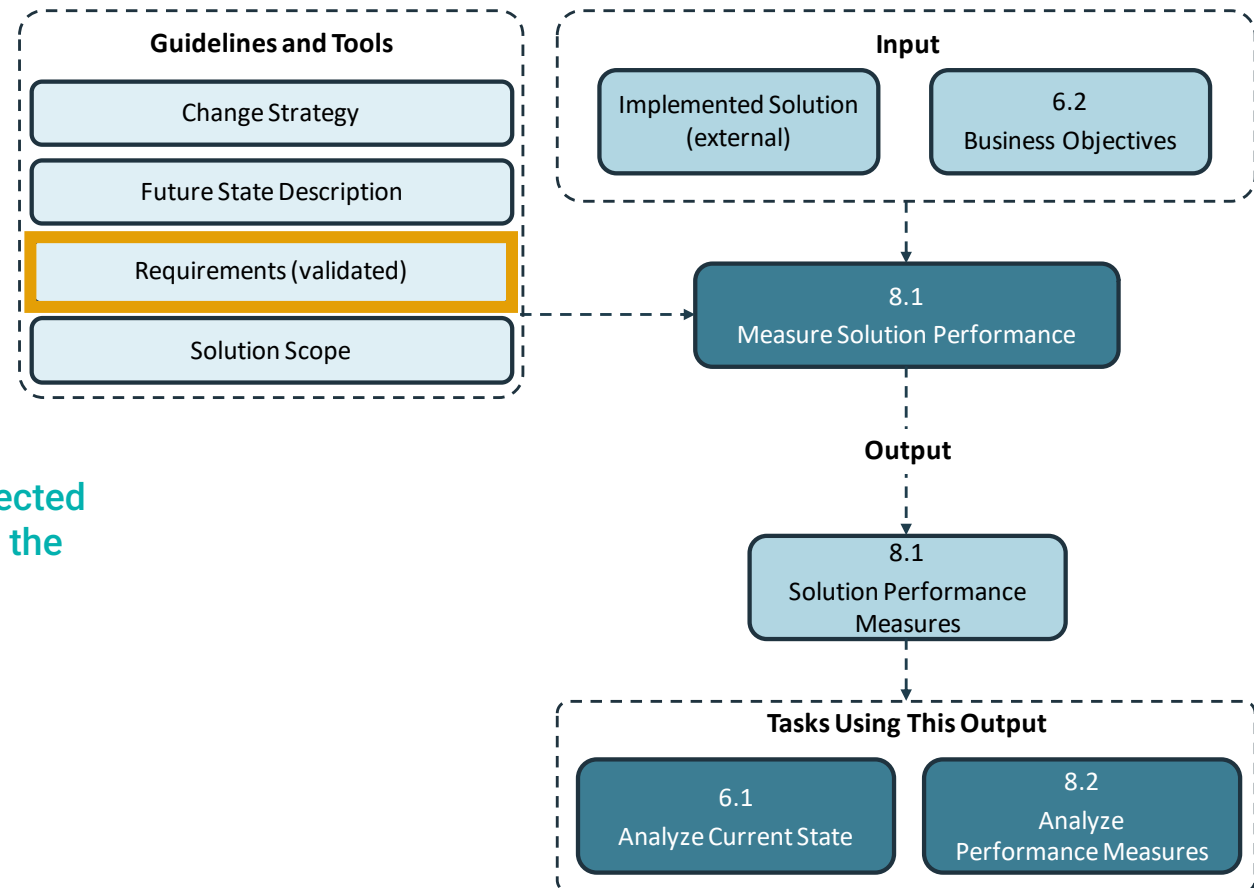 Guidelines and Tools
Change Strategy
Future State Description
Requirements (validated)
Solution Scope
Input
Implemented Solution
(external)
6.2
Business Objectives
8.1
Measure Solution Performance
Output
8.1
Solution Performance
Measures
Tasks Using This Output
6.1
Analyze Current State
8.2
Analyze
Performance Measures
ected
the